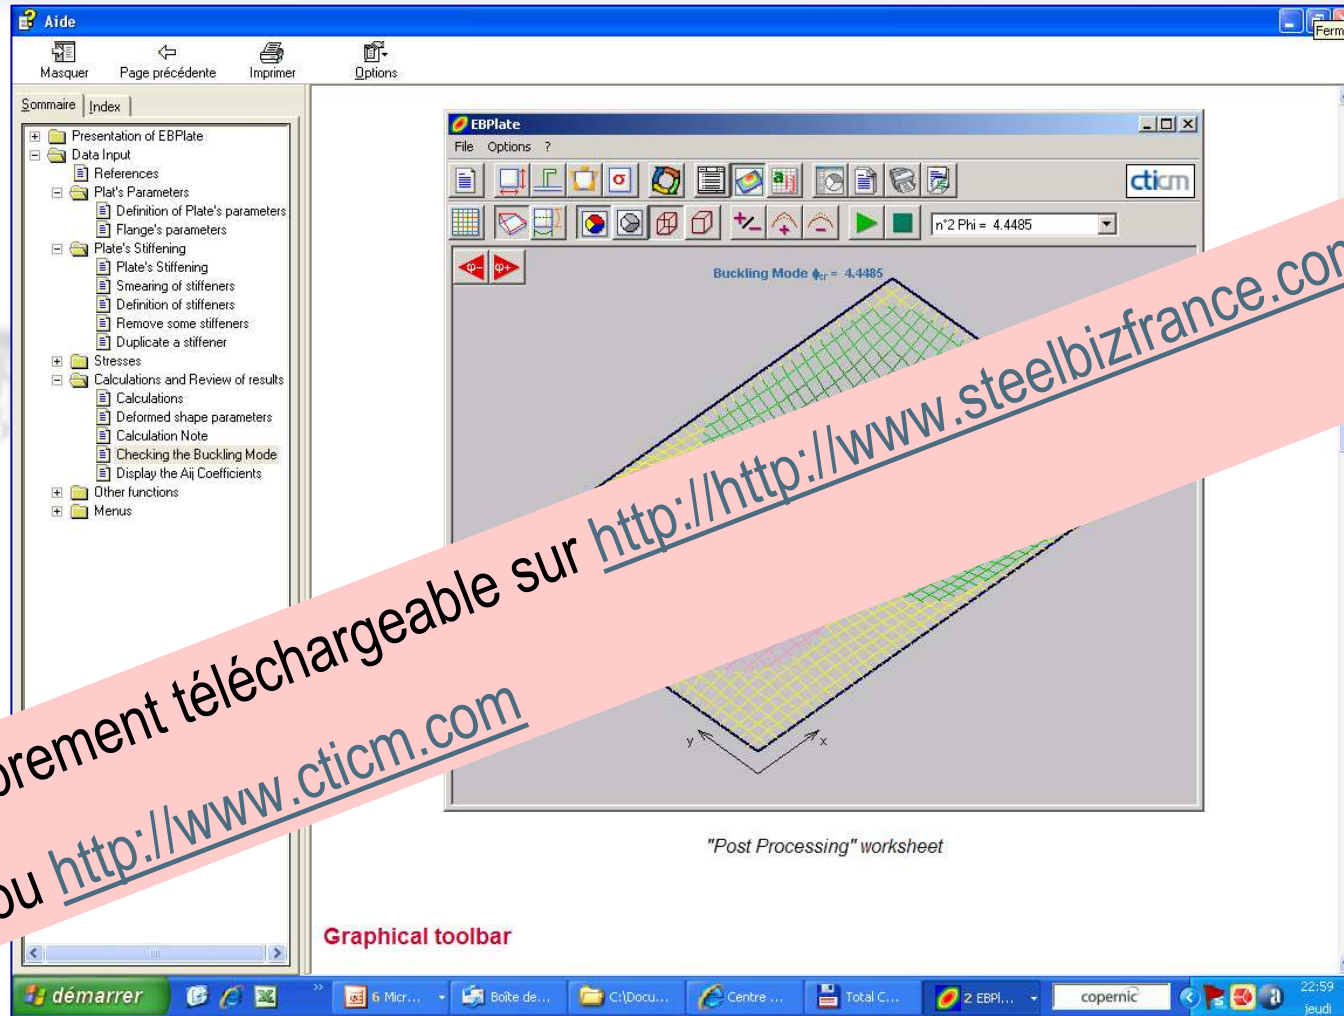 Aide
Ferm
Masquer Page précédente Imprimer Options
Sommaire Index
Presentation of EBPlate
Data Input
References
Plat's Parameters
Definition of Plate's parameters
Flange's parameters
Plate's Stiffening
Plate's Stiffening
Smearing of stiffeners
Definition of stiffeners
Remove some stiffeners
Duplicate a stiffener
Stresses
Calculations and Review of results
Calculations
Deformed shape parameters
Calculation Note
Checking the Buckling Mode
Display the Aij Coefficients
Other functions
Menus
EBPlate
File Options ?
cticm
n°2 Phi = 4.4485
φ- φ+
Buckling Mode ϕcr = 4.4485
y x
brement téléchargeable sur http://http://www.steelbizfrance.com
ou http://www.cticm.com
"Post Processing" worksheet
Graphical toolbar
démarrer
6 Micr... Boîte de... C:\Docu... Centre ... Total C... 2 EBPl... copernic 22:59
jeudi